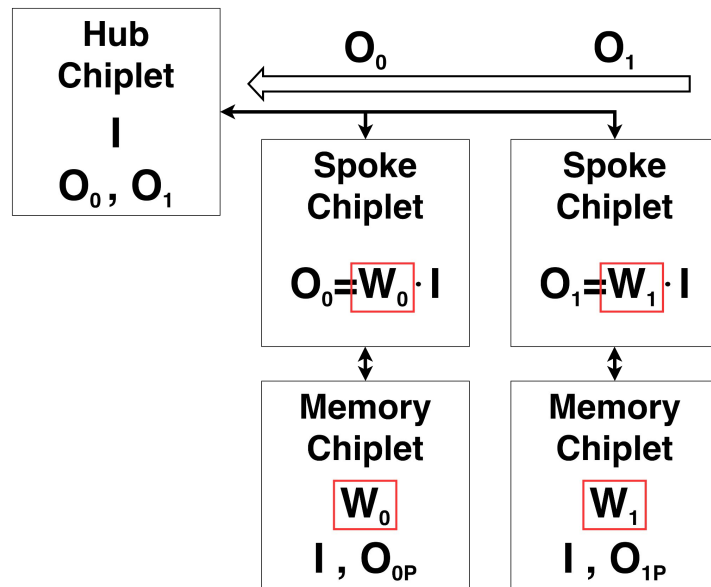 Hub
Chiplet
I
O₀ , O₁
O₀
O₁
Spoke
Chiplet
O₀=W₀·I
Spoke
Chiplet
O₁=W₁·I
Memory
Chiplet
W₀
I , O₀P
Memory
Chiplet
W₁
I , O₁P